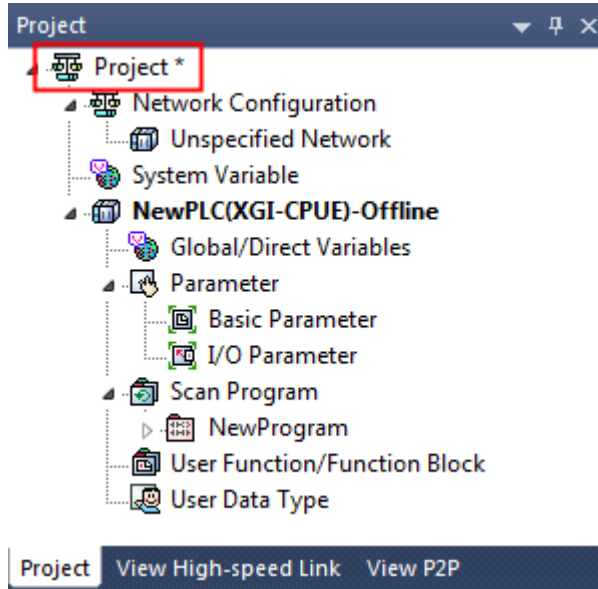 Project
Project *
Network Configuration
Unspecified Network
System Variable
NewPLC(XGI-CPUE)-Offline
Global/Direct Variables
Parameter
Basic Parameter
I/O Parameter
Scan Program
NewProgram
User Function/Function Block
User Data Type
Project View High-speed Link View P2P